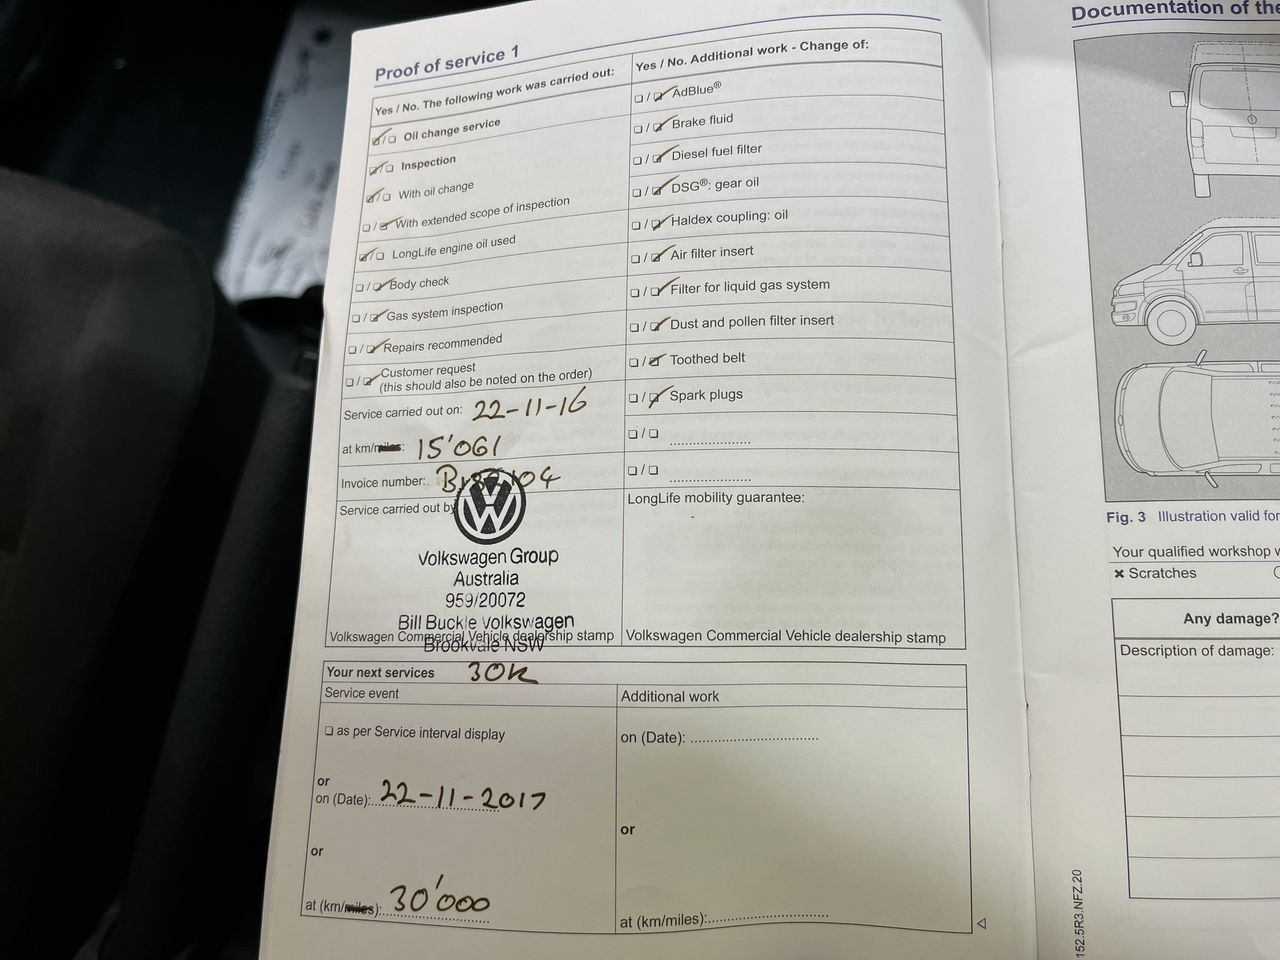 Proof of service 1
Yes / No. The following work was carried out:
☑/☐ Oil change service
☑/☐ Inspection
☑/☐ With oil change
☐/☑ With extended scope of inspection
☑/☐ LongLife engine oil used
☐/☑ Body check
☐/☑ Gas system inspection
☐/☑ Repairs recommended
☐/☑ Customer request
(this should also be noted on the order)
Service carried out on: 22-11-16
at km/miles: 15'061
Invoice number:
Service carried out by
Volkswagen Group
Australia
959/20072
Bill Buckle Volkswagen
Volkswagen Commercial Vehicle dealership stamp
Brookvale NSW
Yes / No. Additional work - Change of:
☐/☑ AdBlue®
☐/☑ Brake fluid
☐/☑ Diesel fuel filter
☐/☑ DSG®: gear oil
☐/☑ Haldex coupling: oil
☐/☑ Air filter insert
☐/☑ Filter for liquid gas system
☐/☑ Dust and pollen filter insert
☐/☑ Toothed belt
☐/☑ Spark plugs
☐/☐ ....................
☐/☐ ....................
LongLife mobility guarantee:
Volkswagen Commercial Vehicle dealership stamp
Your next services 30K
Service event
☐ as per Service interval display
or
on (Date): 22-11-2017
or
at (km/miles): 30'000
Additional work
on (Date): ................................
or
at (km/miles): ..............................
Documentation of the
Fig. 3 Illustration valid for
Your qualified workshop
× Scratches
Any damage?
Description of damage:
152.5R3.NFZ.20